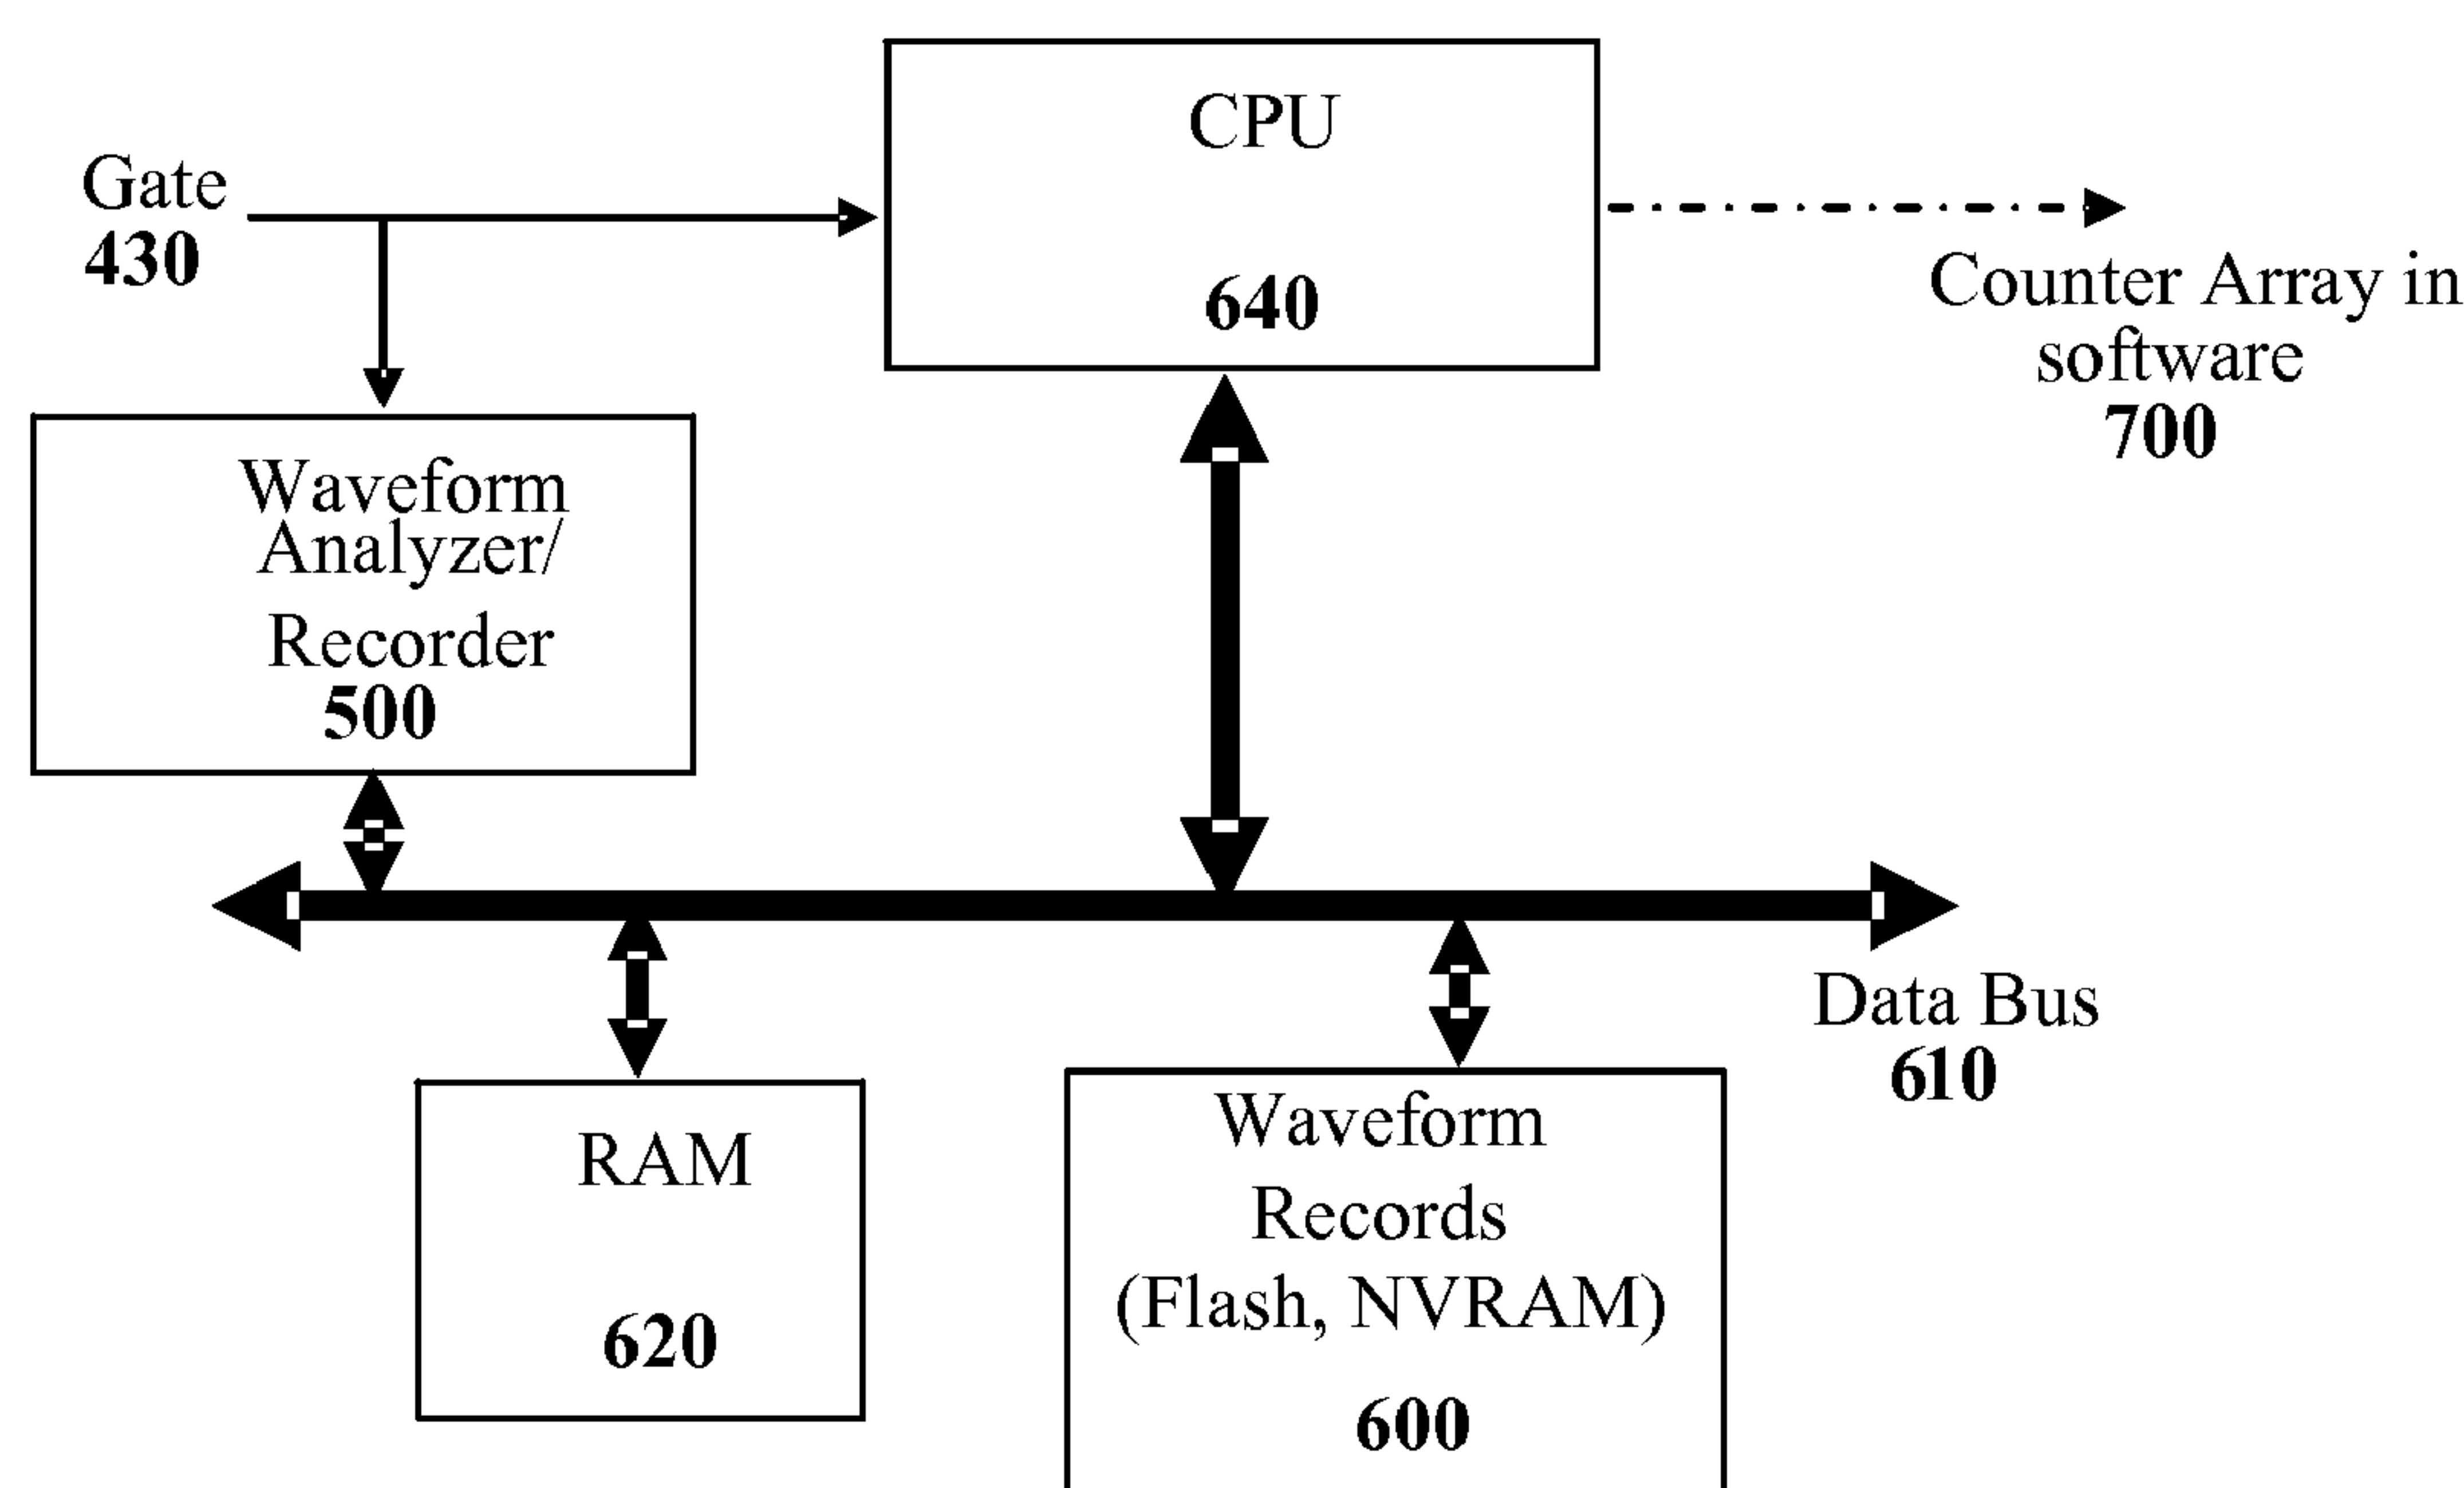 CPU
640
Gate
430
Counter Array in
software
700
Waveform
Analyzer/
Recorder
500
Data Bus
610
RAM
620
Waveform
Records
(Flash, NVRAM)
600